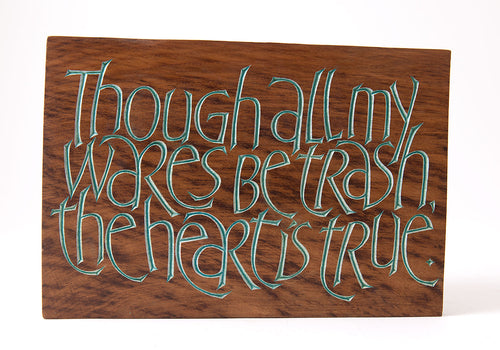 Though all my
wares be trash,
the heart is true.